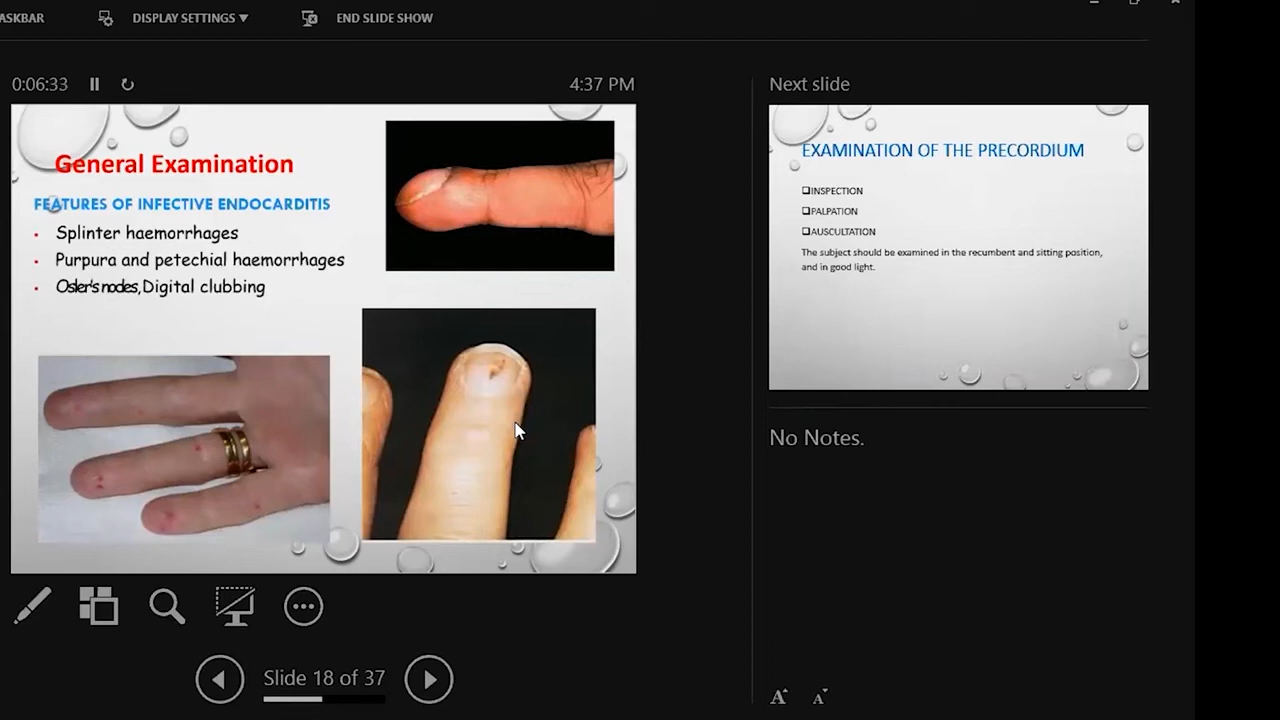 ASKBAR
DISPLAY SETTINGS ▼
END SLIDE SHOW
0:06:33
4:37 PM
General Examination
FEATURES OF INFECTIVE ENDOCARDITIS
• Splinter haemorrhages
• Purpura and petechial haemorrhages
• Osler's nodes,Digital clubbing
Slide 18 of 37
Next slide
EXAMINATION OF THE PRECORDIUM
❑INSPECTION
❑PALPATION
❑AUSCULTATION
The subject should be examined in the recumbent and sitting position,
and in good light.
No Notes.
A A